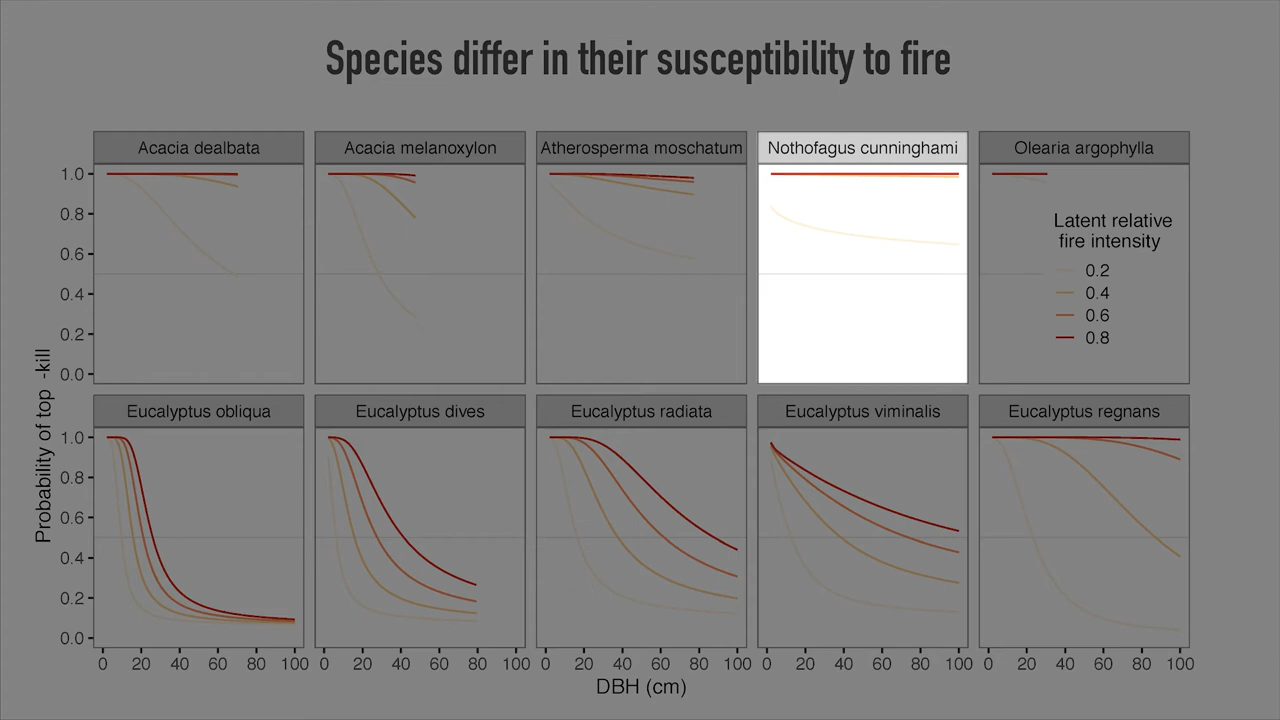 Species differ in their susceptibility to fire
Acacia dealbata
Acacia melanoxylon
Atherosperma moschatum
Nothofagus cunninghami
Olearia argophylla
1.0
0.8
0.6
0.4
0.2
0.0
Latent relative
fire intensity
0.2
0.4
0.6
0.8
Probability of top -kill
Eucalyptus obliqua
Eucalyptus dives
Eucalyptus radiata
Eucalyptus viminalis
Eucalyptus regnans
1.0
0.8
0.6
0.4
0.2
0.0
0 20 40 60 80 100
0 20 40 60 80 100
0 20 40 60 80 100
0 20 40 60 80 100
0 20 40 60 80 100
DBH (cm)